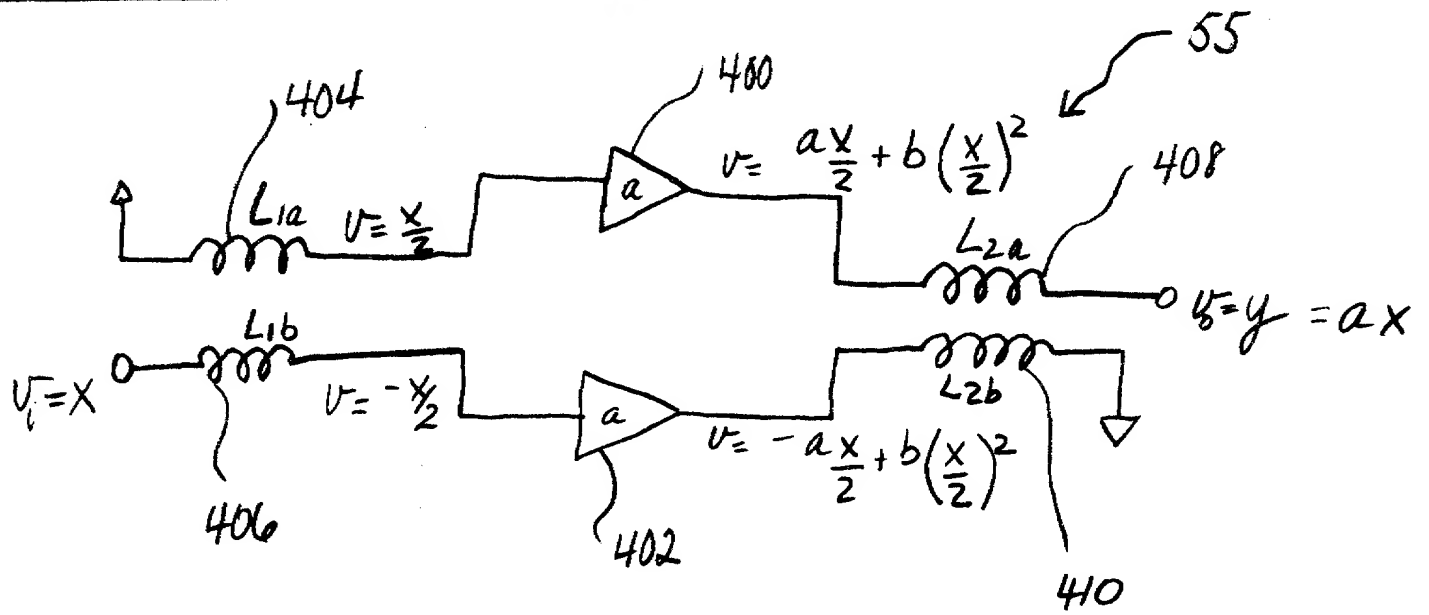 55
404
400
v= ax/2 + b(x/2)²
408
L1a
v= x/2
a
L2a
L1b
v̄o=y = ax
vi=x
v= -x/2
a
L2b
v= -a x/2 + b(x/2)²
406
402
410